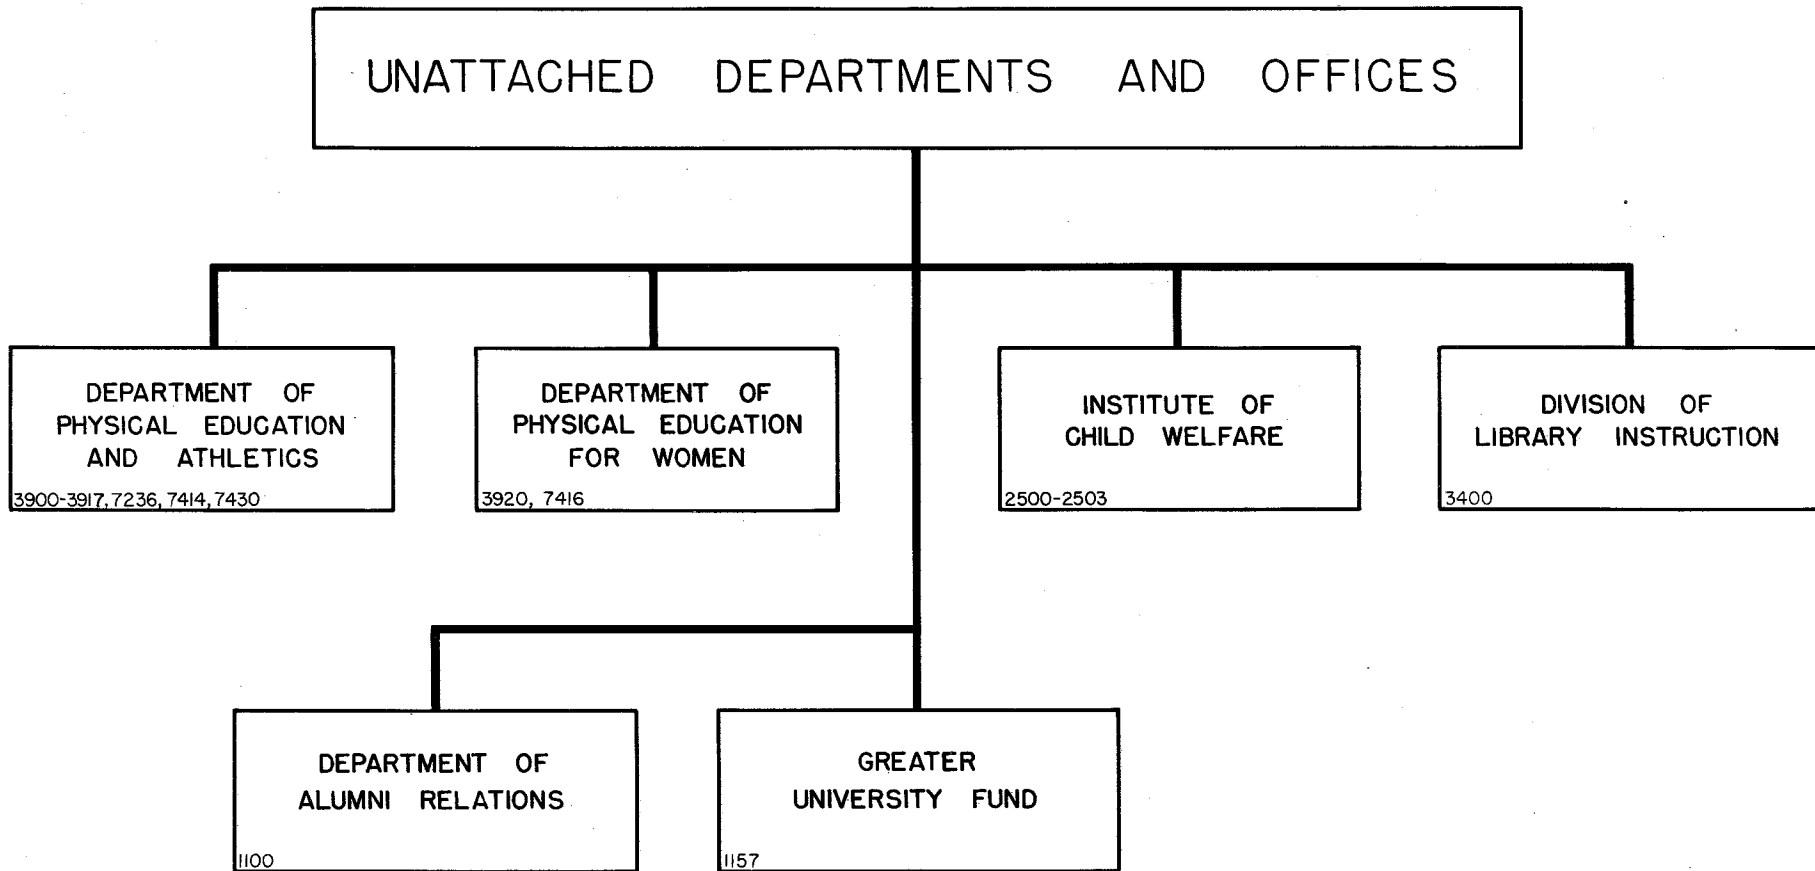 UNATTACHED DEPARTMENTS AND OFFICES
DEPARTMENT OF
PHYSICAL EDUCATION
AND ATHLETICS
3900-3917, 7236, 7414, 7430
DEPARTMENT OF
PHYSICAL EDUCATION
FOR WOMEN
3920, 7416
INSTITUTE OF
CHILD WELFARE
2500-2503
DIVISION OF
LIBRARY INSTRUCTION
3400
DEPARTMENT OF
ALUMNI RELATIONS
1100
GREATER
UNIVERSITY FUND
1157